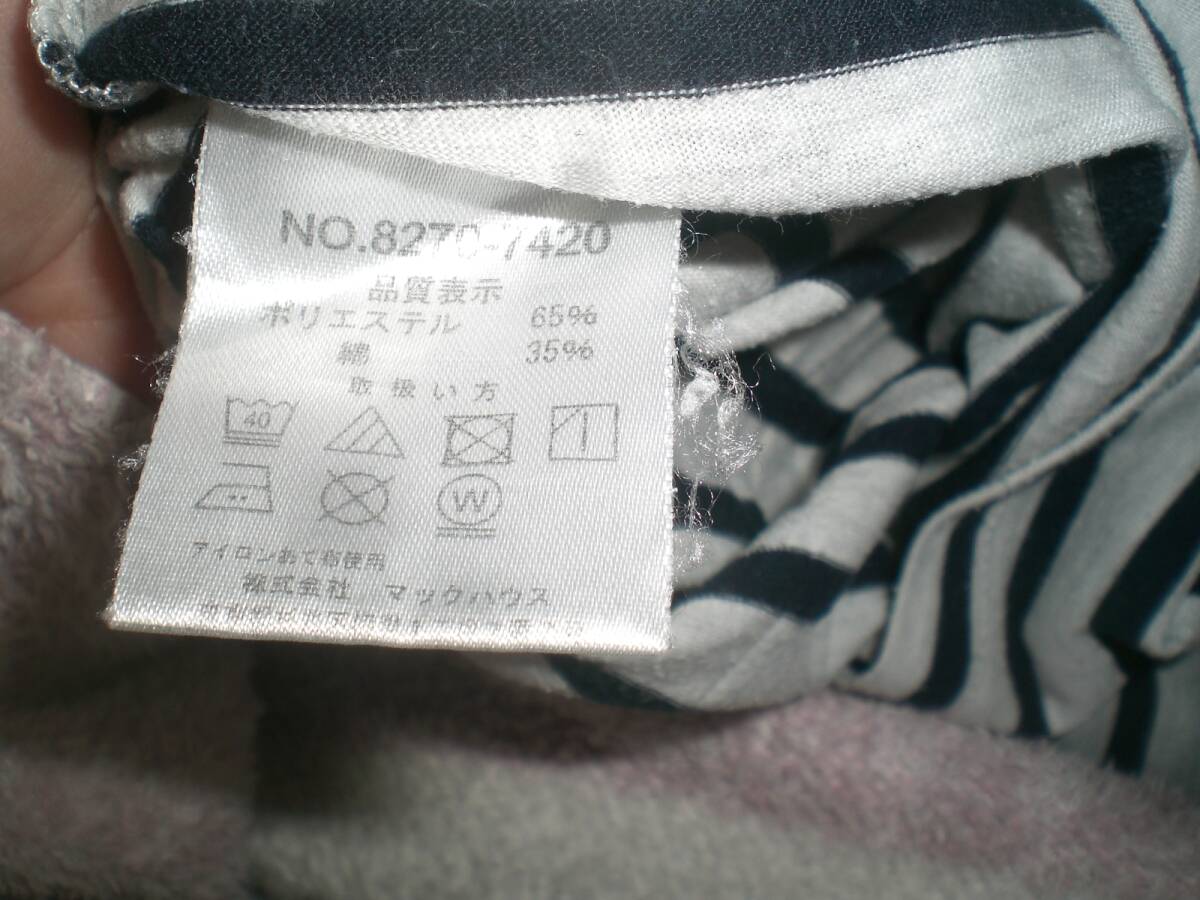 NO.8270-7420
品質表示
ポリエステル 65%
綿 35%
取扱い方
40
W
アイロンあて布使用
株式会社 マックハウス